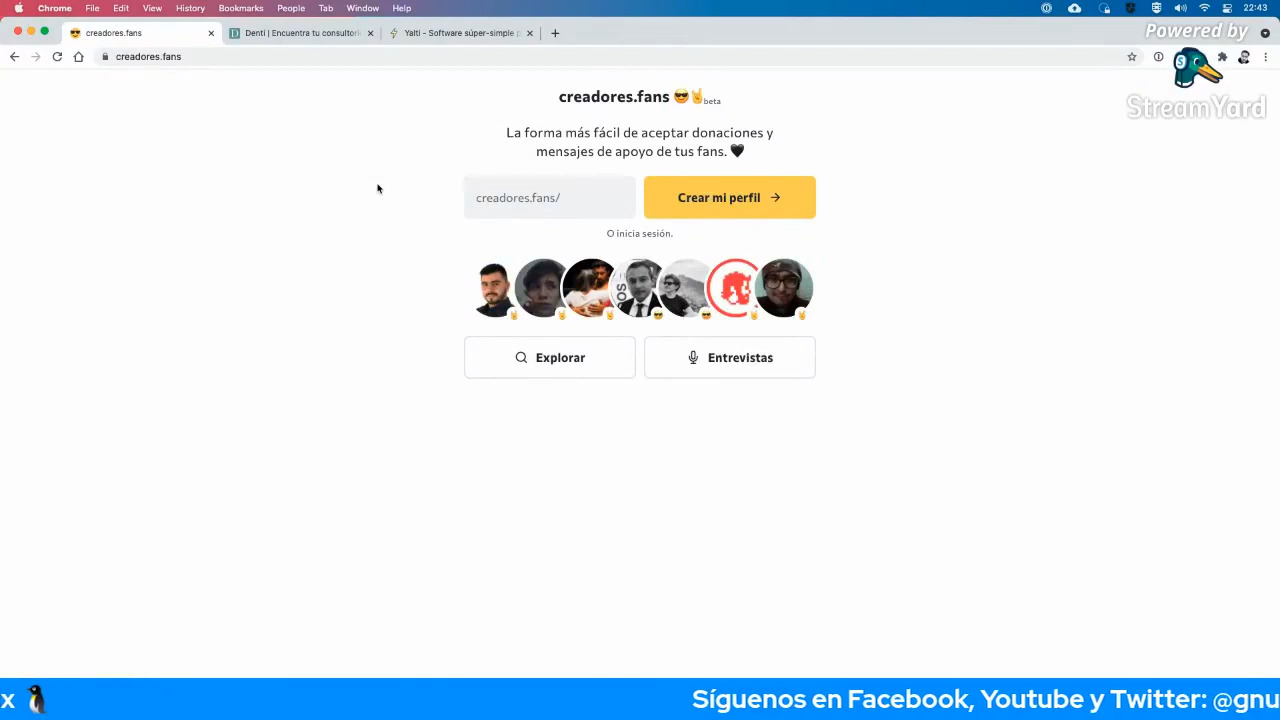 Chrome File Edit View History Bookmarks People Tab Window Help 22:43
creadores.fans
Denti | Encuentra tu consultori
Yalti - Software súper-simple p
creadores.fans
Powered by
StreamYard
creadores.fans 😎🤘beta
La forma más fácil de aceptar donaciones y
mensajes de apoyo de tus fans. 🖤
creadores.fans/
Crear mi perfil →
O inicia sesión.
Explorar
Entrevistas
x 🐧 Síguenos en Facebook, Youtube y Twitter: @gnu